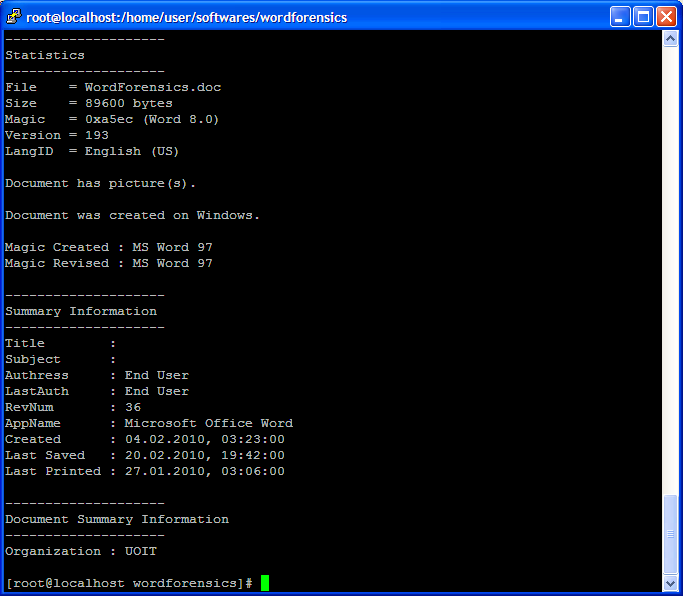 root@localhost:/home/user/softwares/wordforensics
--------------------
Statistics
--------------------
File    = WordForensics.doc
Size    = 89600 bytes
Magic   = 0xa5ec (Word 8.0)
Version = 193
LangID  = English (US)
Document has picture(s).
Document was created on Windows.
Magic Created : MS Word 97
Magic Revised : MS Word 97
--------------------
Summary Information
--------------------
Title        :
Subject      :
Authress     : End User
LastAuth     : End User
RevNum       : 36
AppName      : Microsoft Office Word
Created      : 04.02.2010, 03:23:00
Last Saved   : 20.02.2010, 19:42:00
Last Printed : 27.01.2010, 03:06:00
--------------------
Document Summary Information
--------------------
Organization : UOIT
[root@localhost wordforensics]#